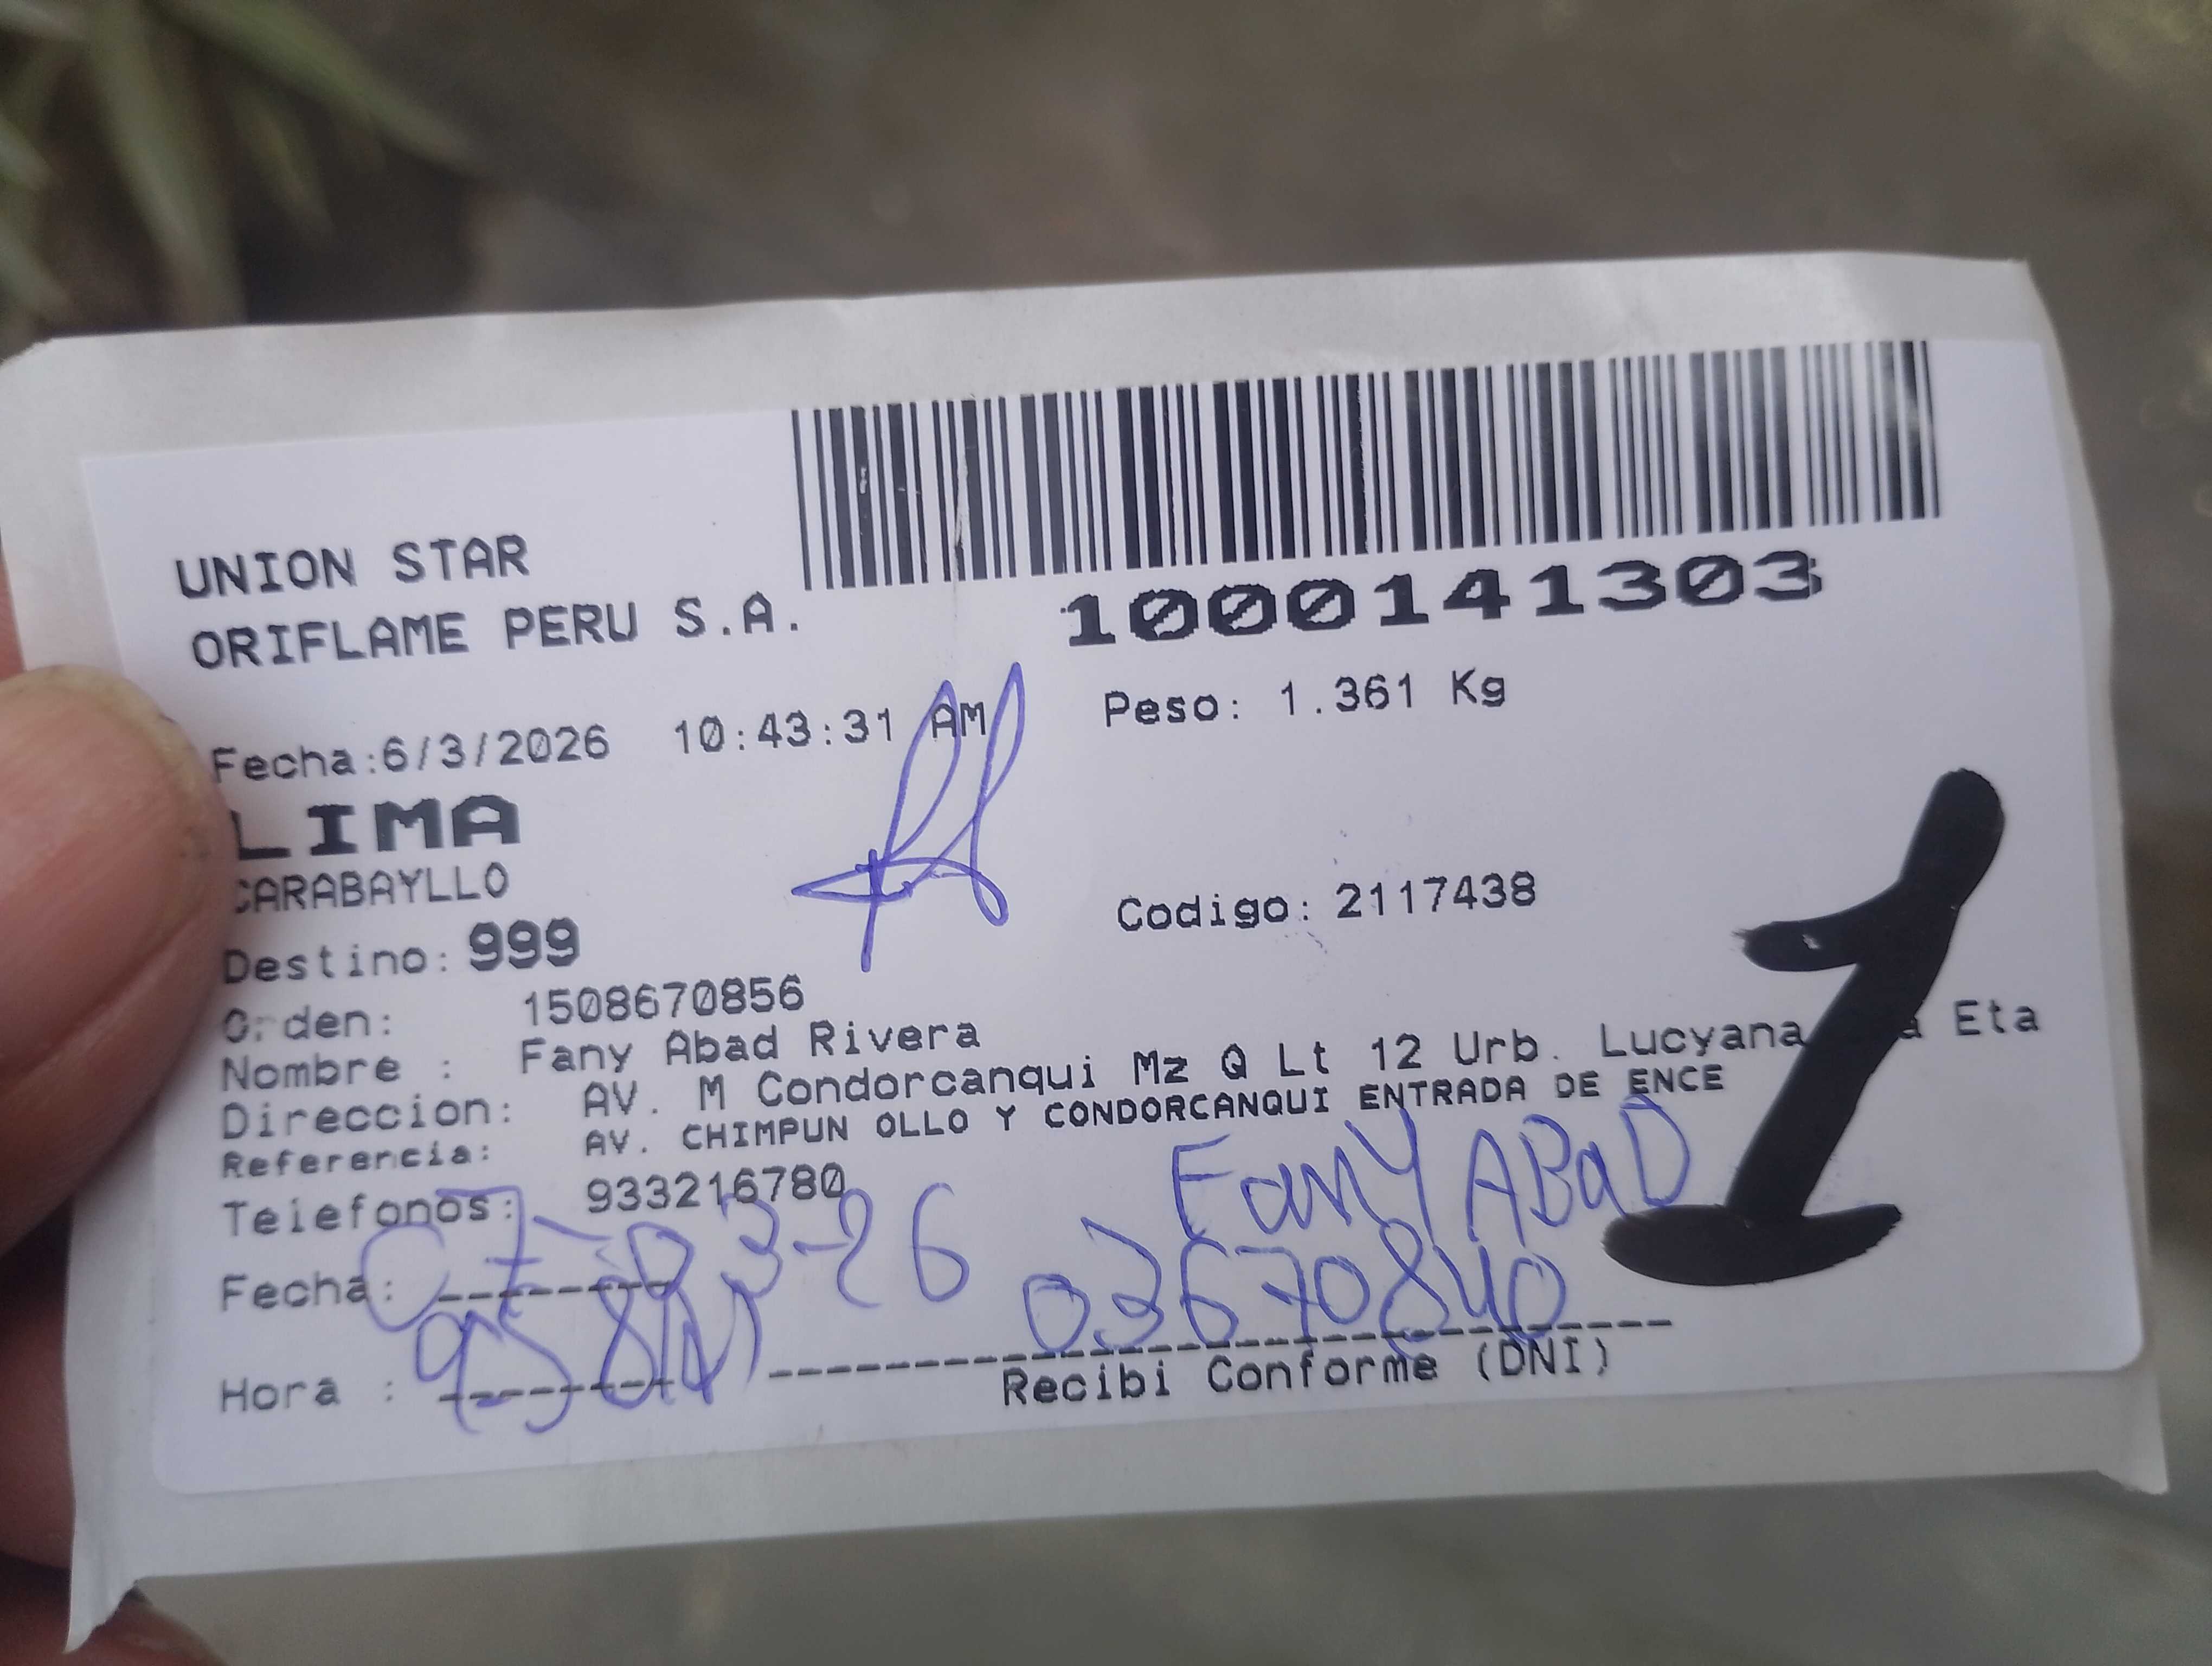 UNION STAR
ORIFLAME PERU S.A.
1000141303
Fecha:6/3/2026 10:43:31 AM
Peso: 1.361 Kg
LIMA
CARABAYLLO
Codigo: 2117438
Destino: 999
Orden: 1508670856
Nombre : Fany Abad Rivera
Direccion: AV. M Condorcanqui Mz Q Lt 12 Urb. Lucyana Eta
Referencia: AV. CHIMPUN OLLO Y CONDORCANQUI ENTRADA DE ENCE
Telefonos: 933216780
1
Fany ABaD
Fecha: 07-03-26
03670840
Hora :
Recibi Conforme (DNI)